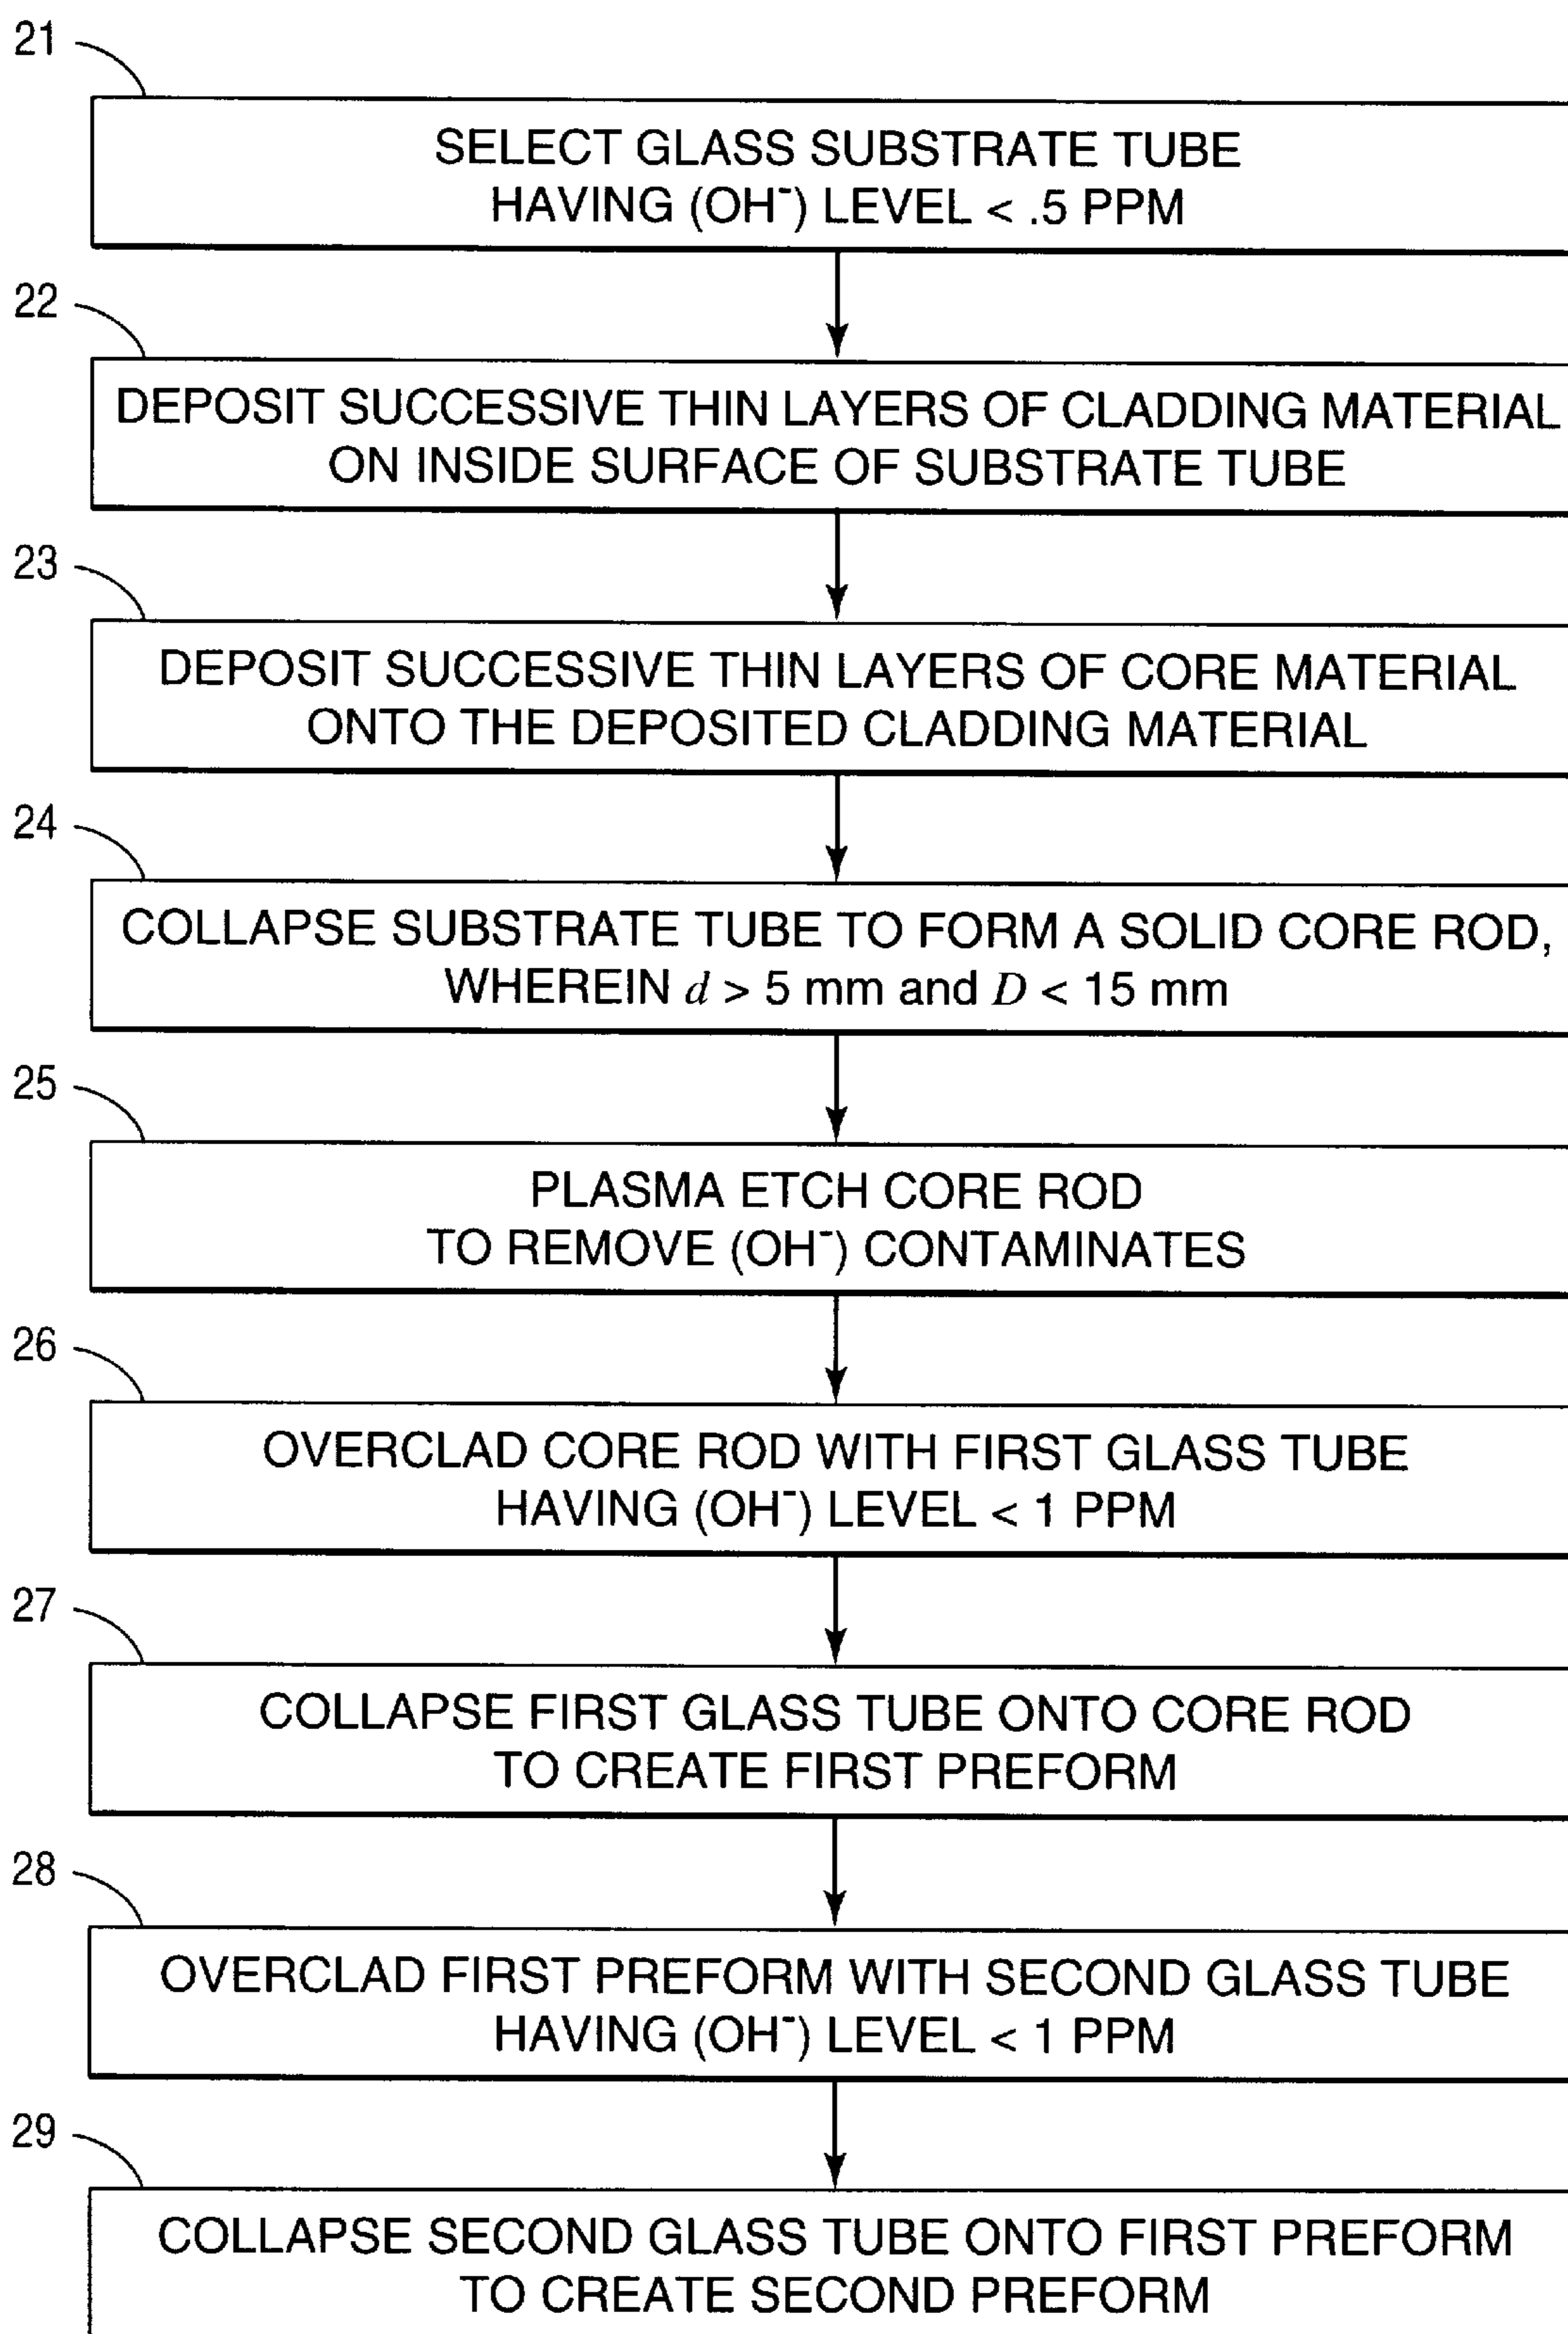 21
SELECT GLASS SUBSTRATE TUBE
HAVING (OH⁻) LEVEL < .5 PPM
22
DEPOSIT SUCCESSIVE THIN LAYERS OF CLADDING MATERIAL
ON INSIDE SURFACE OF SUBSTRATE TUBE
23
DEPOSIT SUCCESSIVE THIN LAYERS OF CORE MATERIAL
ONTO THE DEPOSITED CLADDING MATERIAL
24
COLLAPSE SUBSTRATE TUBE TO FORM A SOLID CORE ROD,
WHEREIN d > 5 mm and D < 15 mm
25
PLASMA ETCH CORE ROD
TO REMOVE (OH⁻) CONTAMINATES
26
OVERCLAD CORE ROD WITH FIRST GLASS TUBE
HAVING (OH⁻) LEVEL < 1 PPM
27
COLLAPSE FIRST GLASS TUBE ONTO CORE ROD
TO CREATE FIRST PREFORM
28
OVERCLAD FIRST PREFORM WITH SECOND GLASS TUBE
HAVING (OH⁻) LEVEL < 1 PPM
29
COLLAPSE SECOND GLASS TUBE ONTO FIRST PREFORM
TO CREATE SECOND PREFORM